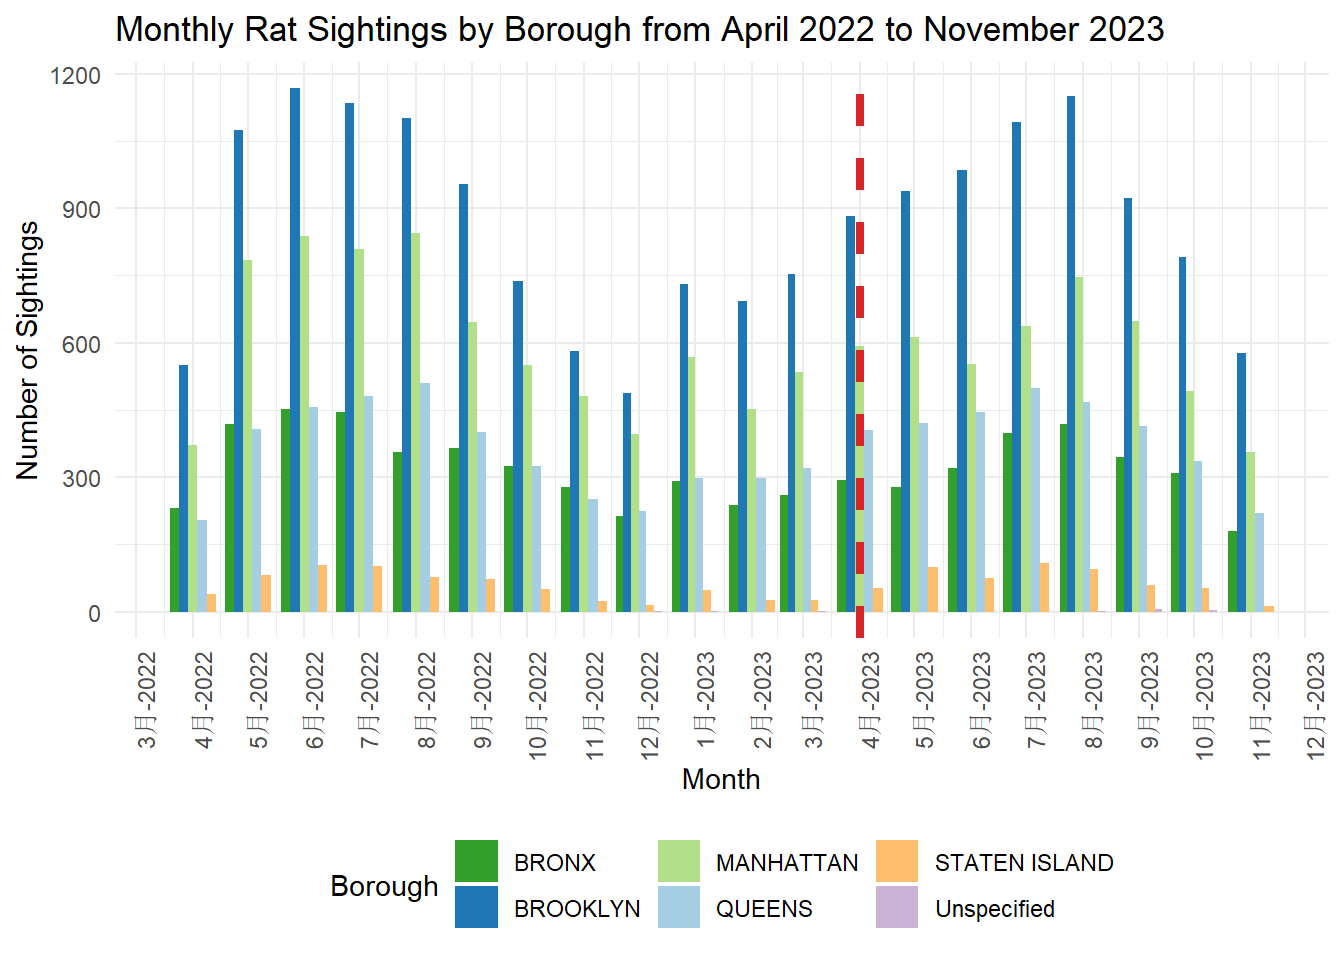 Monthly Rat Sightings by Borough from April 2022 to November 2023
Number of Sightings
1200
900
600
300
0
3月-2022
4月-2022
5月-2022
6月-2022
7月-2022
8月-2022
9月-2022
10月-2022
11月-2022
12月-2022
1月-2023
2月-2023
3月-2023
4月-2023
5月-2023
6月-2023
7月-2023
8月-2023
9月-2023
10月-2023
11月-2023
12月-2023
Month
Borough
BRONX
MANHATTAN
STATEN ISLAND
BROOKLYN
QUEENS
Unspecified